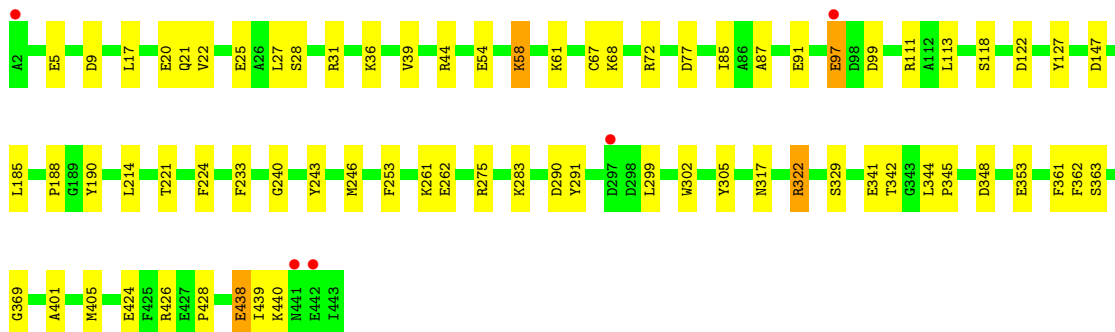 A2 E5 D9 L17 E20 Q21 V22 E25 A26 L27 S28 R31 K36 V39 R44 E54 K58 K61 C67 K68 R72 D77 I85 A86 A87 E91 E97 D98 D99 R111 A112 L113 S118 D122 Y127 D147
L185 P188 G189 Y190 L214 T221 F224 F233 G240 Y243 M246 F253 K261 E262 R275 K283 D290 Y291 D297 D298 L299 W302 Y305 N317 R322 S329 E341 T342 G343 L344 P345 D348 E353 F361 F362 S363
G369 A401 M405 E424 F425 R426 E427 P428 E438 I439 K440 N441 E442 I443